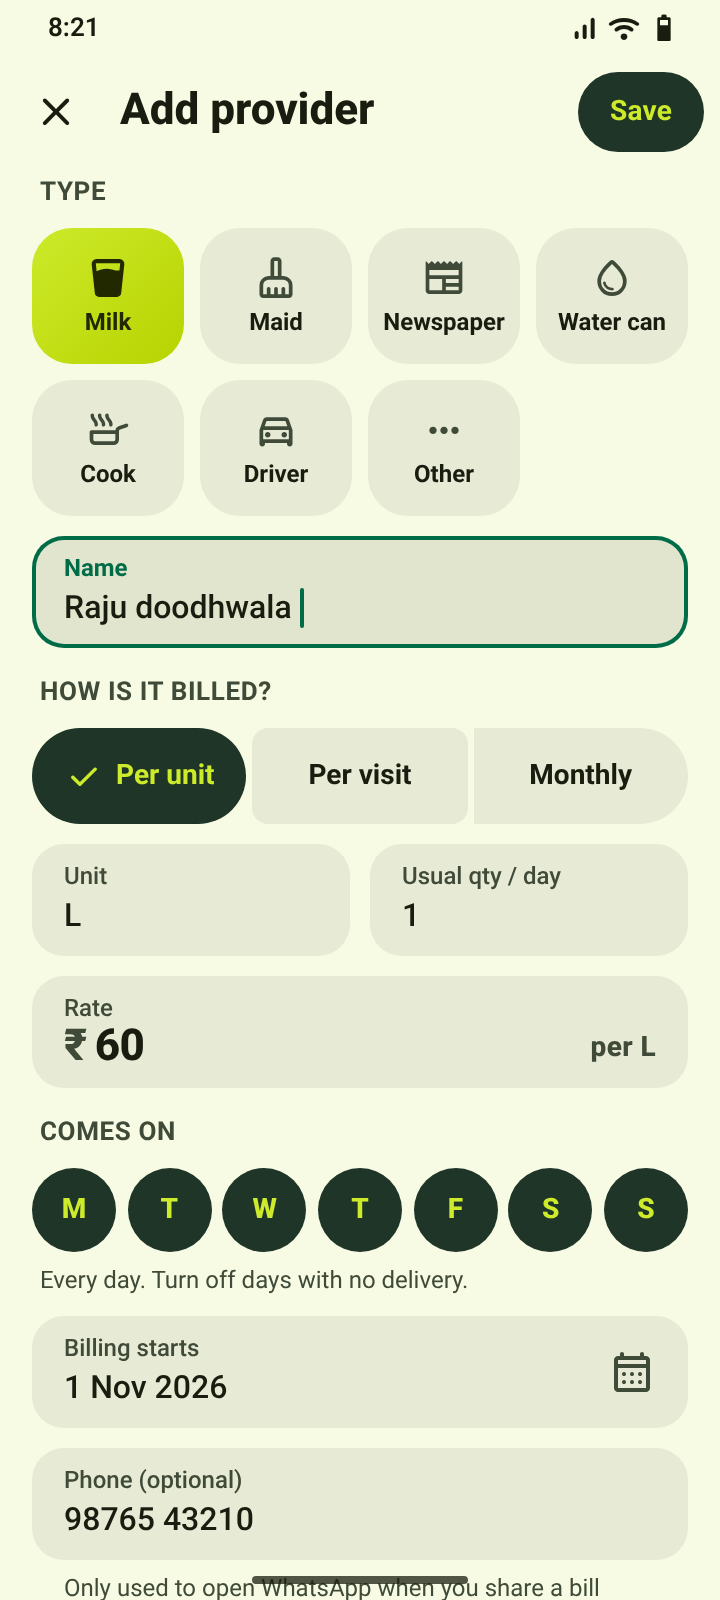 8:21
Add provider
Save
TYPE
Milk
Maid
Newspaper
Water can
Cook
Driver
Other
Name
Raju doodhwala
HOW IS IT BILLED?
Per unit
Per visit
Monthly
Unit
L
Usual qty / day
1
Rate
₹ 60
per L
COMES ON
M T W T F S S
Every day. Turn off days with no delivery.
Billing starts
1 Nov 2026
Phone (optional)
98765 43210
Only used to open WhatsApp when you share a bill